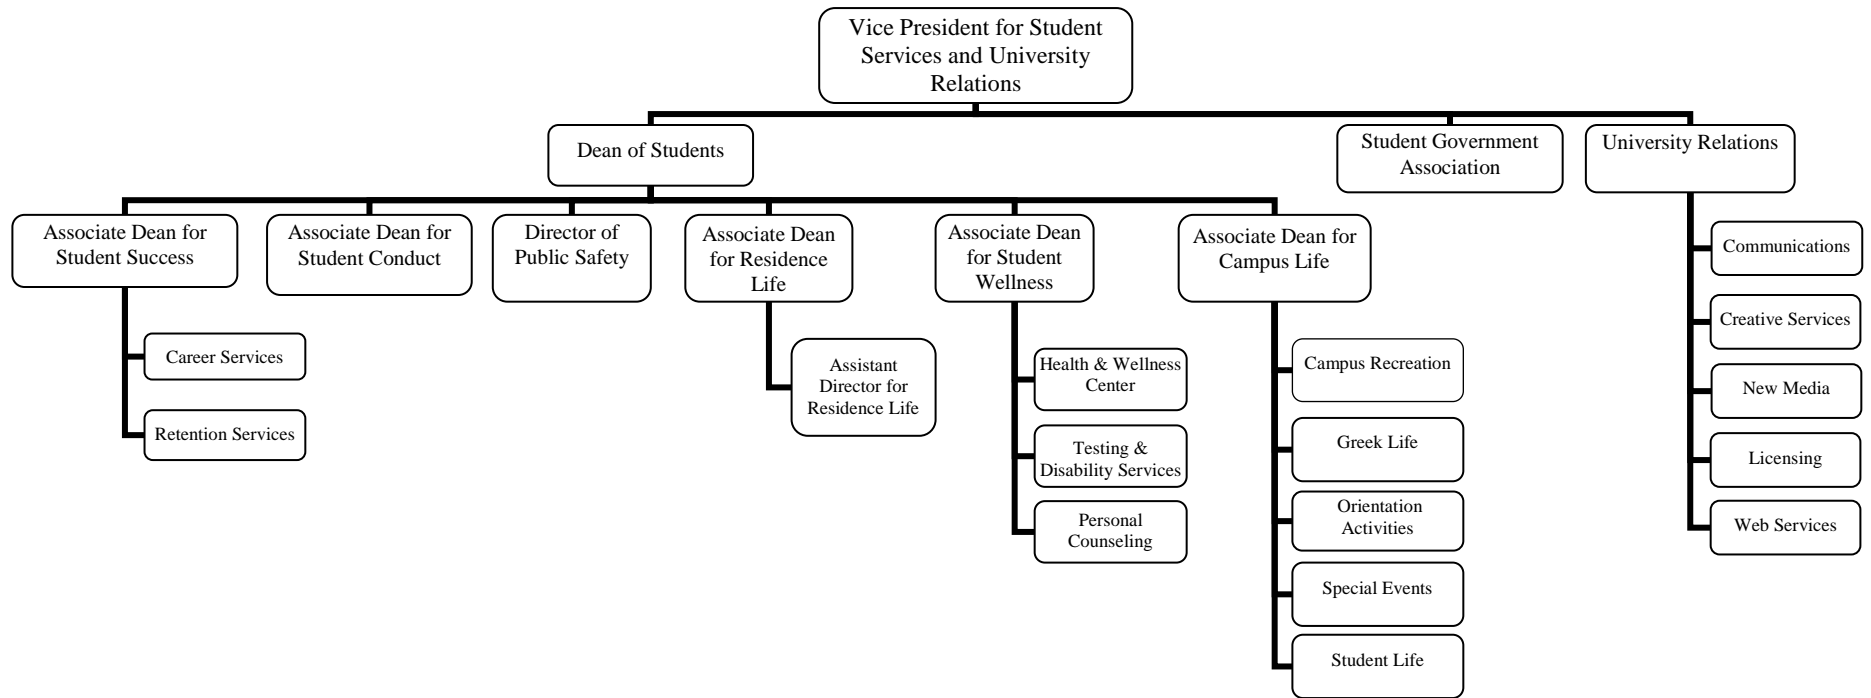 Vice President for Student
Services and University
Relations
Dean of Students
Student Government
Association
University Relations
Associate Dean for
Student Success
Associate Dean for
Student Conduct
Director of
Public Safety
Associate Dean
for Residence
Life
Associate Dean
for Student
Wellness
Associate Dean for
Campus Life
Career Services
Retention Services
Assistant
Director for
Residence Life
Health & Wellness
Center
Testing &
Disability Services
Personal
Counseling
Campus Recreation
Greek Life
Orientation
Activities
Special Events
Student Life
Communications
Creative Services
New Media
Licensing
Web Services